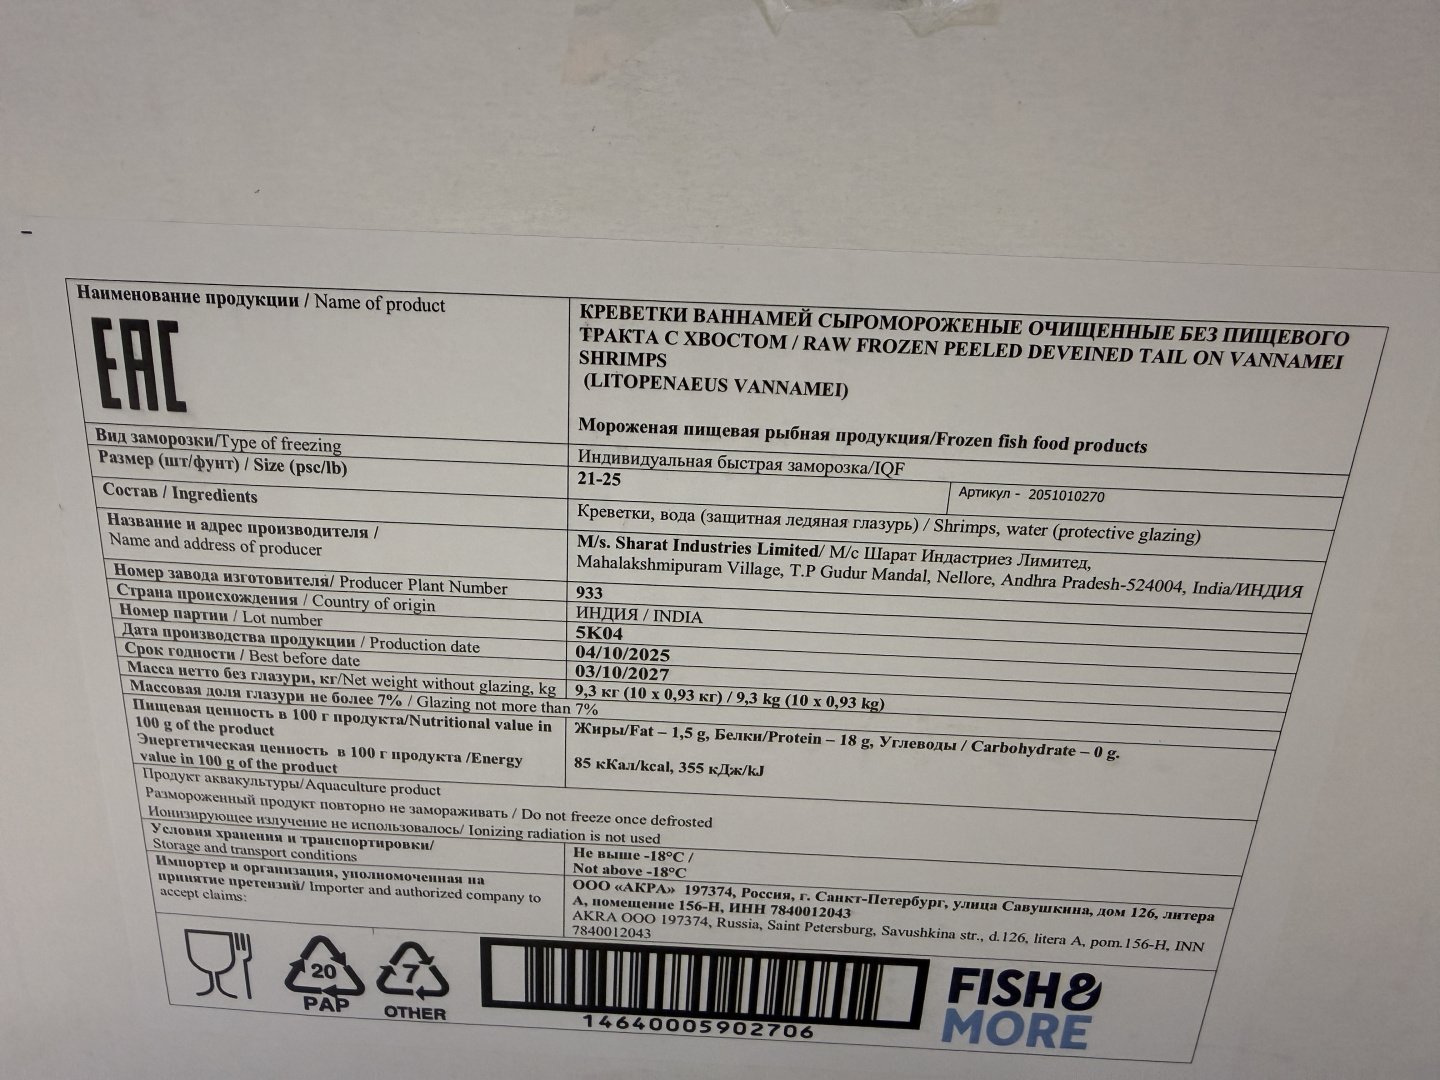 Наименование продукции / Name of product
EAC
КРЕВЕТКИ ВАННАМЕЙ СЫРОМОРОЖЕНЫЕ ОЧИЩЕННЫЕ БЕЗ ПИЩЕВОГО
ТРАКТА С ХВОСТОМ / RAW FROZEN PEELED DEVEINED TAIL ON VANNAMEI
SHRIMPS
(LITOPENAEUS VANNAMEI)
Мороженая пищевая рыбная продукция/Frozen fish food products
Вид заморозки/Type of freezing
Индивидуальная быстрая заморозка/IQF
Размер (шт/фунт) / Size (psc/lb)
21-25
Артикул - 2051010270
Состав / Ingredients
Креветки, вода (защитная ледяная глазурь) / Shrimps, water (protective glazing)
Название и адрес производителя /
Name and address of producer
M/s. Sharat Industries Limited/ М/с Шарат Индастриез Лимитед,
Mahalakshmipuram Village, T.P Gudur Mandal, Nellore, Andhra Pradesh-524004, India/ИНДИЯ
Номер завода изготовителя/ Producer Plant Number
933
Страна происхождения / Country of origin
ИНДИЯ / INDIA
Номер партии / Lot number
5K04
Дата производства продукции / Production date
04/10/2025
Срок годности / Best before date
03/10/2027
Масса нетто без глазури, кг/Net weight without glazing, kg
9,3 кг (10 х 0,93 кг) / 9,3 kg (10 x 0,93 kg)
Массовая доля глазури не более 7% / Glazing not more than 7%
Пищевая ценность в 100 г продукта/Nutritional value in
100 g of the product
Энергетическая ценность в 100 г продукта /Energy
value in 100 g of the product
Жиры/Fat – 1,5 g, Белки/Protein – 18 g, Углеводы / Carbohydrate – 0 g.
85 кКал/kcal, 355 кДж/kJ
Продукт аквакультуры/Aquaculture product
Размороженный продукт повторно не замораживать / Do not freeze once defrosted
Ионизирующее излучение не использовалось/ Ionizing radiation is not used
Условия хранения и транспортировки/
Storage and transport conditions
Не выше -18°C /
Not above -18°C
Импортер и организация, уполномоченная на
принятие претензий/ Importer and authorized company to
accept claims:
ООО «АКРА» 197374, Россия, г. Санкт-Петербург, улица Савушкина, дом 126, литера
А, помещение 156-Н, ИНН 7840012043
AKRA OOO 197374, Russia, Saint Petersburg, Savushkina str., d.126, litera A, pom.156-H, INN
7840012043
20
PAP
7
OTHER
14640005902706
FISH&
MORE